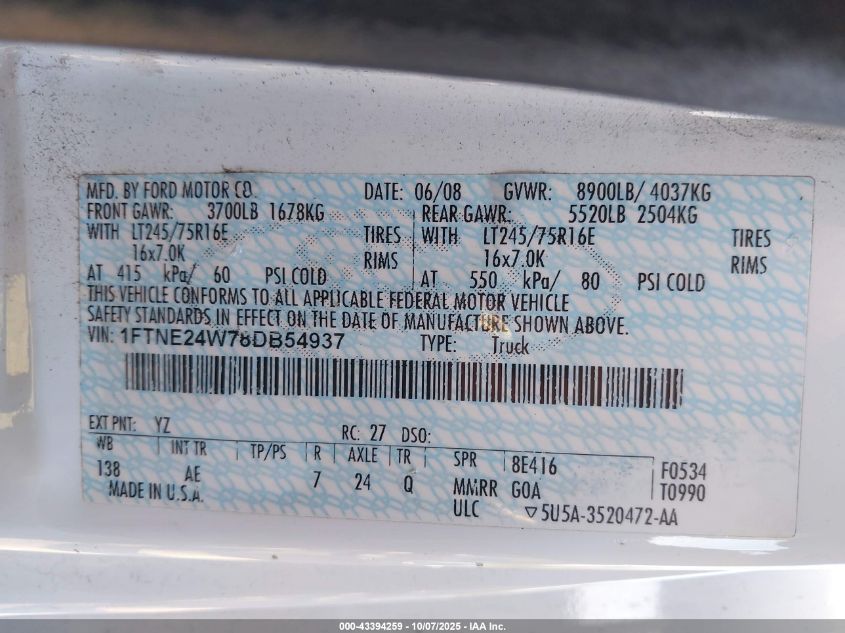 MFD. BY FORD MOTOR CO. DATE: 06/08 GVWR: 8900LB/ 4037KG
FRONT GAWR: 3700LB 1678KG REAR GAWR: 5520LB 2504KG
WITH LT245/75R16E TIRES WITH LT245/75R16E TIRES
16x7.0K RIMS 16x7.0K RIMS
AT 415 kPa/ 60 PSI COLD AT 550 kPa/ 80 PSI COLD
THIS VEHICLE CONFORMS TO ALL APPLICABLE FEDERAL MOTOR VEHICLE
SAFETY STANDARDS IN EFFECT ON THE DATE OF MANUFACTURE SHOWN ABOVE.
VIN: 1FTNE24W78DB54937 TYPE: Truck
EXT PNT: YZ RC: 27 DSO:
WB INT TR TP/PS R AXLE TR SPR 8E416 F0534
138 AE 7 24 Q MMRR GOA T0990
MADE IN U.S.A. ULC ▽5U5A-3520472-AA
000-43394259 - 10/07/2025 - IAA Inc.